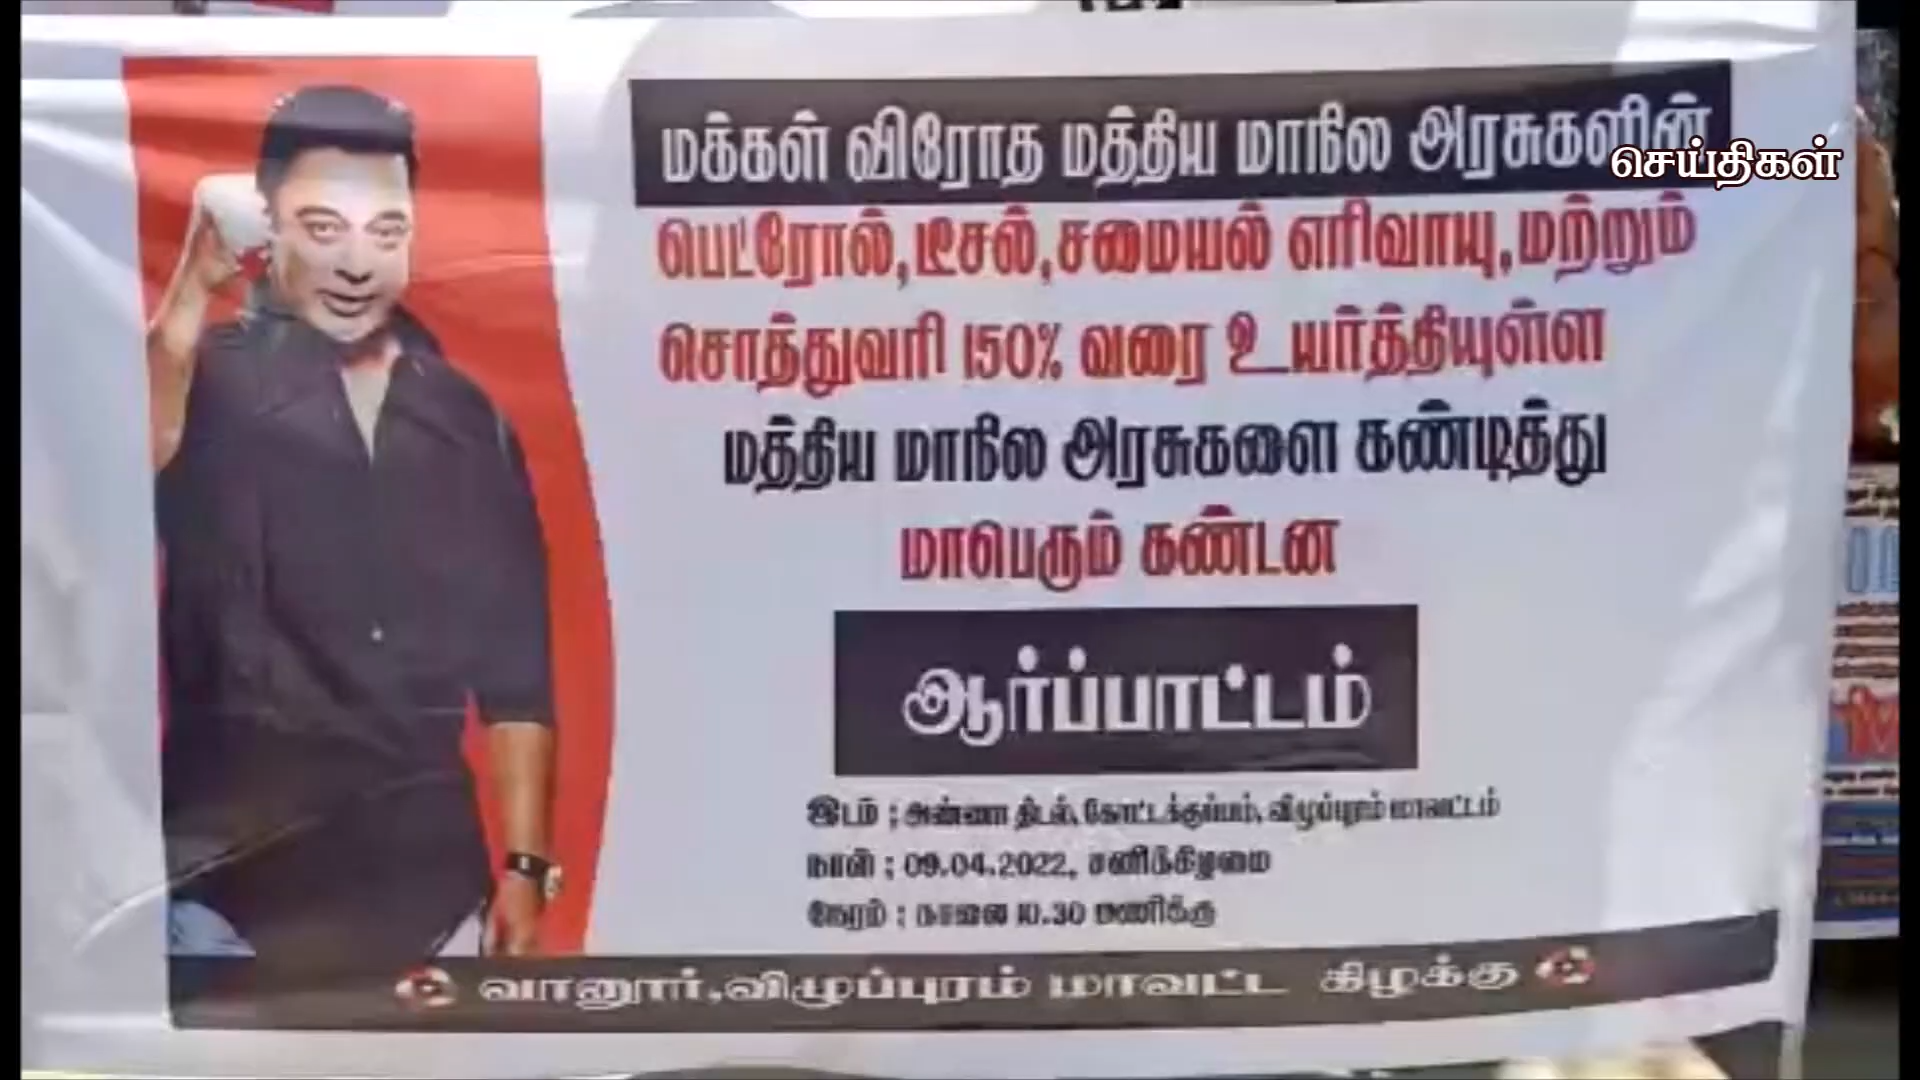 மக்கள் விரோத மத்திய மாநில அரசுகளின்
செய்திகள்
பெட்ரோல்,டீசல்,சமையல் எரிவாயு,மற்றும்
சொத்துவரி 150% வரை உயர்த்தியுள்ள
மத்திய மாநில அரசுகளை கண்டித்து
மாபெரும் கண்டன
ஆர்ப்பாட்டம்
இடம் ; அண்ணா திடல், கோட்டக்குப்பம், விழுப்புரம் மாவட்டம்
நாள் ; 09.04.2022, சனிக்கிழமை
நேரம் ; காலை 10.30 மணிக்கு
வானூர்,விழுப்புரம் மாவட்ட கிழக்கு